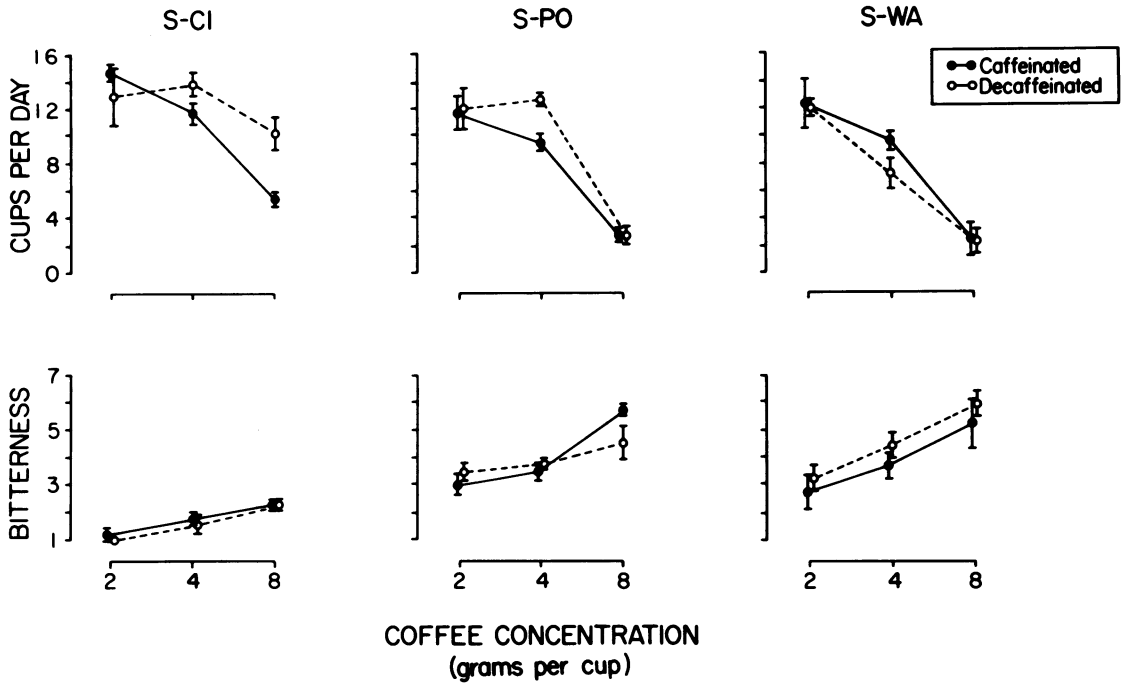 S-CI
S-PO
S-WA
Caffeinated
Decaffeinated
CUPS PER DAY
16
12
8
4
0
BITTERNESS
7
5
3
1
2 4 8
2 4 8
2 4 8
COFFEE CONCENTRATION
(grams per cup)